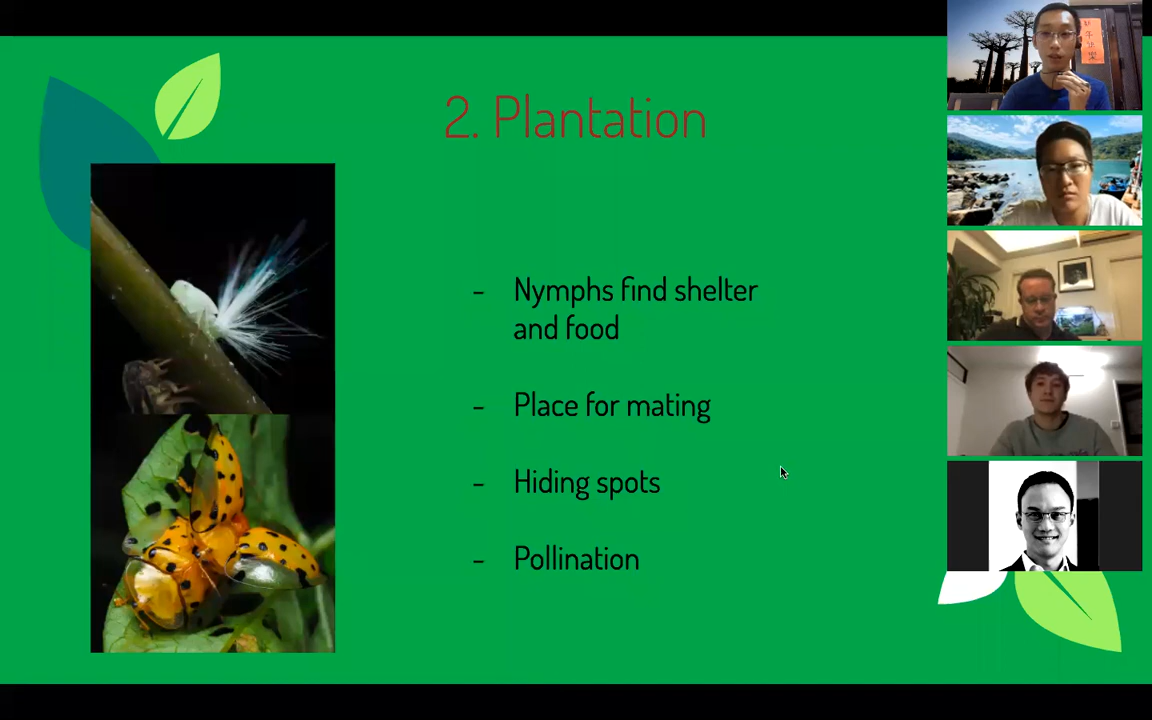 2. Plantation
- Nymphs find shelter
and food
- Place for mating
- Hiding spots
- Pollination